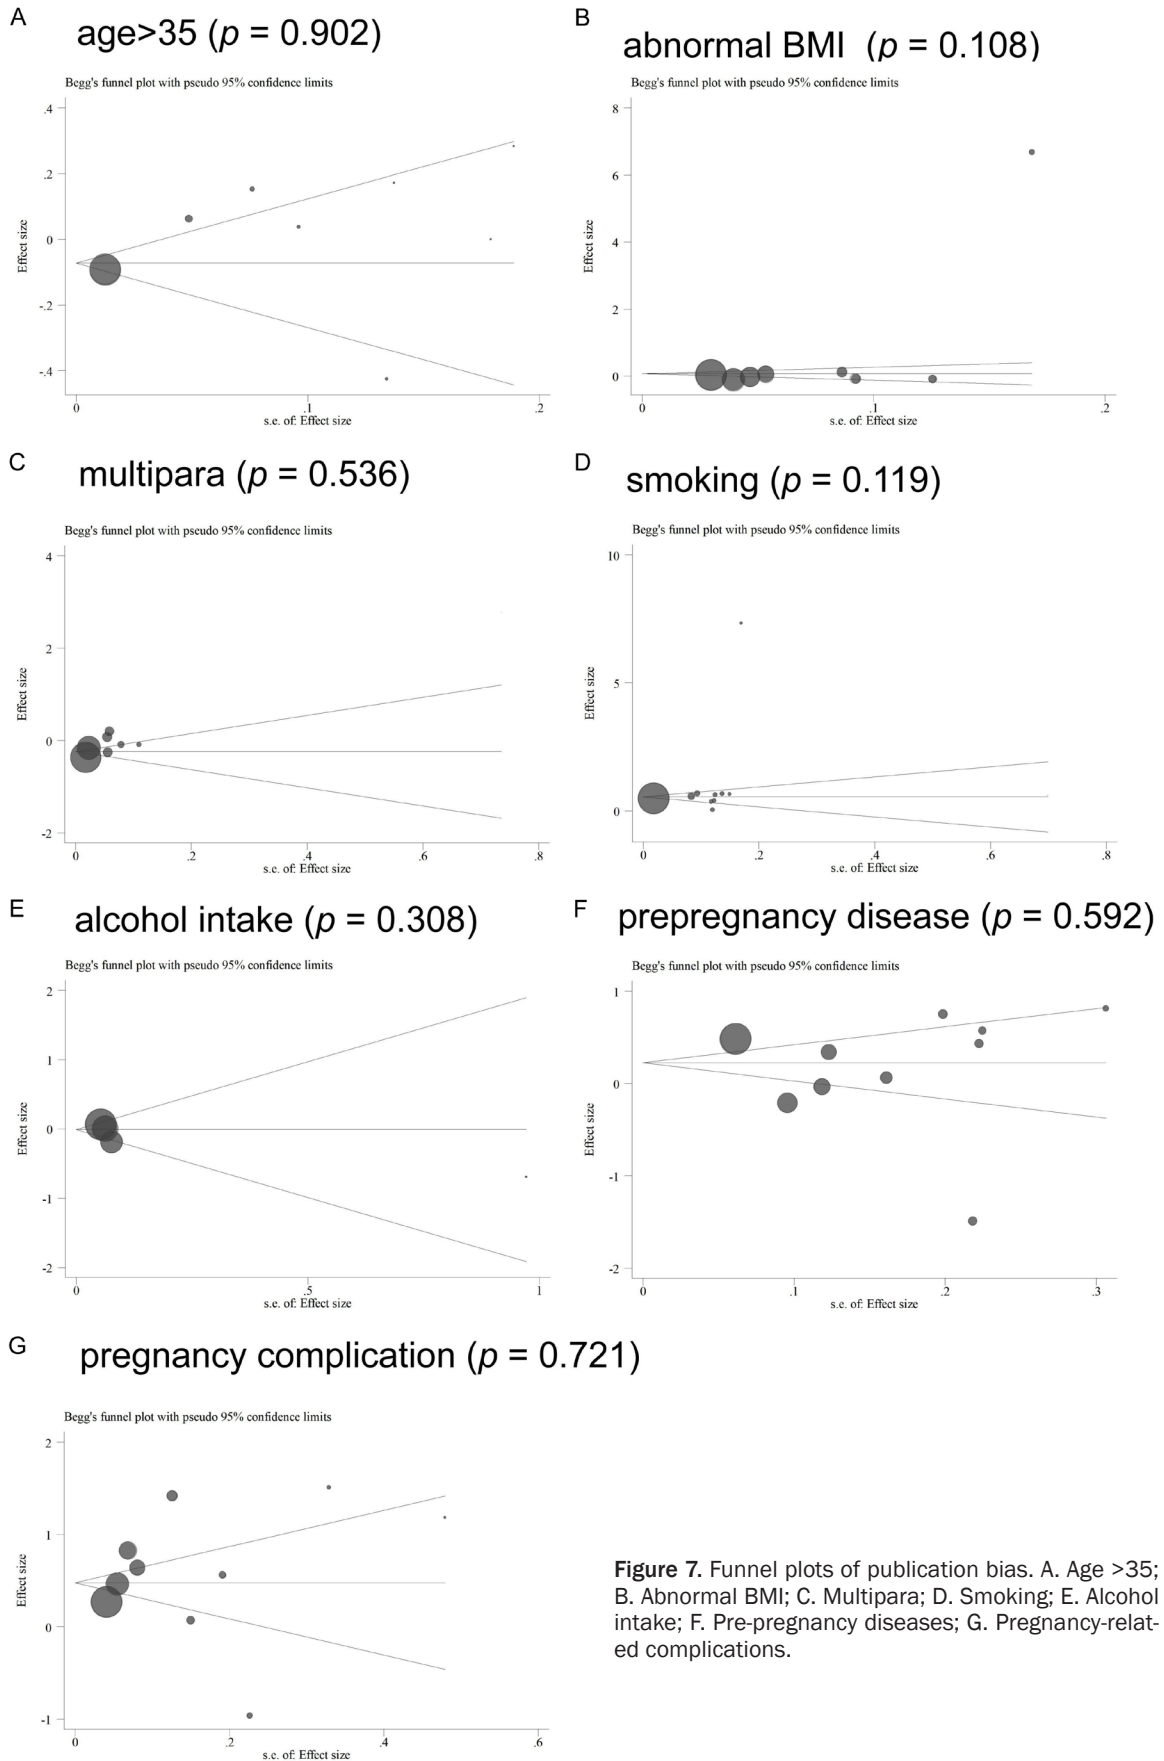 A
age>35 (p = 0.902)
Begg's funnel plot with pseudo 95% confidence limits
.4
.2
0
-.2
-.4
Effect size
0
.1
.2
s.e. of: Effect size
B
abnormal BMI (p = 0.108)
Begg's funnel plot with pseudo 95% confidence limits
8
6
4
2
0
Effect size
0
.1
.2
s.e. of: Effect size
C
multipara (p = 0.536)
Begg's funnel plot with pseudo 95% confidence limits
4
2
0
-2
Effect size
0
.2
.4
.6
.8
s.e. of: Effect size
D
smoking (p = 0.119)
Begg's funnel plot with pseudo 95% confidence limits
10
5
0
Effect size
0
.2
.4
.6
.8
s.e. of: Effect size
E
alcohol intake (p = 0.308)
Begg's funnel plot with pseudo 95% confidence limits
2
1
0
-1
-2
Effect size
0
.5
1
s.e. of: Effect size
F
prepregnancy disease (p = 0.592)
Begg's funnel plot with pseudo 95% confidence limits
1
0
-1
-2
Effect size
0
.1
.2
.3
s.e. of: Effect size
G
pregnancy complication (p = 0.721)
Begg's funnel plot with pseudo 95% confidence limits
2
1
0
-1
Effect size
0
.2
.4
.6
s.e. of: Effect size
Figure 7. Funnel plots of publication bias. A. Age >35;
B. Abnormal BMI; C. Multipara; D. Smoking; E. Alcohol
intake; F. Pre-pregnancy diseases; G. Pregnancy-relat-
ed complications.